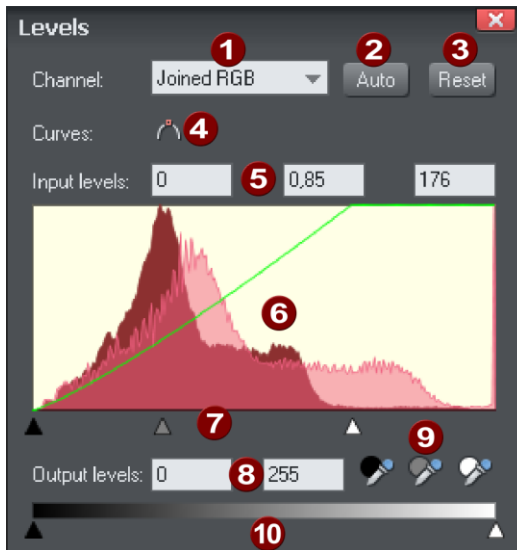 Levels
1 2 3
Channel: Joined RGB Auto Reset
Curves: 4
Input levels: 0 5 0,85 176
6
7
9
Output levels: 0 8 255
10